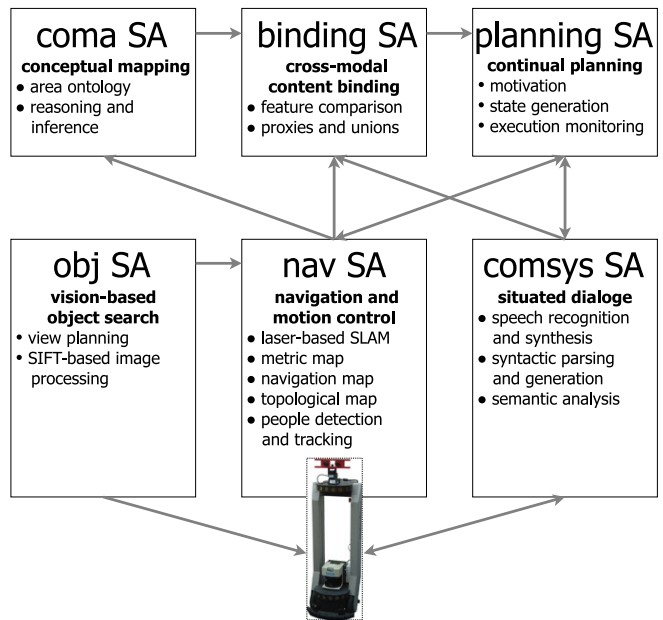 coma SA
conceptual mapping
● area ontology
● reasoning and
inference
binding SA
cross-modal
content binding
● feature comparison
● proxies and unions
planning SA
continual planning
• motivation
• state generation
• execution monitoring
obj SA
vision-based
object search
• view planning
• SIFT-based image
processing
nav SA
navigation and
motion control
● laser-based SLAM
● metric map
● navigation map
● topological map
● people detection
and tracking
comsys SA
situated dialoge
● speech recognition
and synthesis
● syntactic parsing
and generation
● semantic analysis